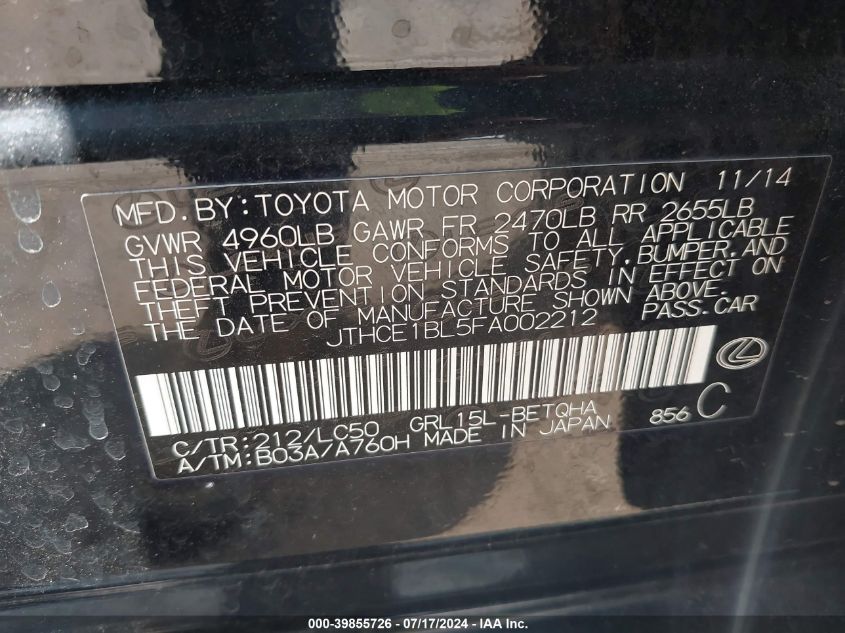 MFD. BY: TOYOTA MOTOR CORPORATION 11/14
GVWR 4960LB GAWR FR 2470LB RR 2655LB
THIS VEHICLE CONFORMS TO ALL APPLICABLE
FEDERAL MOTOR VEHICLE SAFETY, BUMPER, AND
THEFT PREVENTION STANDARDS IN EFFECT ON
THE DATE OF MANUFACTURE SHOWN ABOVE.
JTHCE1BL5FA002212 PASS. CAR
C/TR: 212/LC50 GRL15L-BETQHA 856 C
A/TM: B03A/A760H MADE IN JAPAN
000-39855726 - 07/17/2024 - IAA Inc.